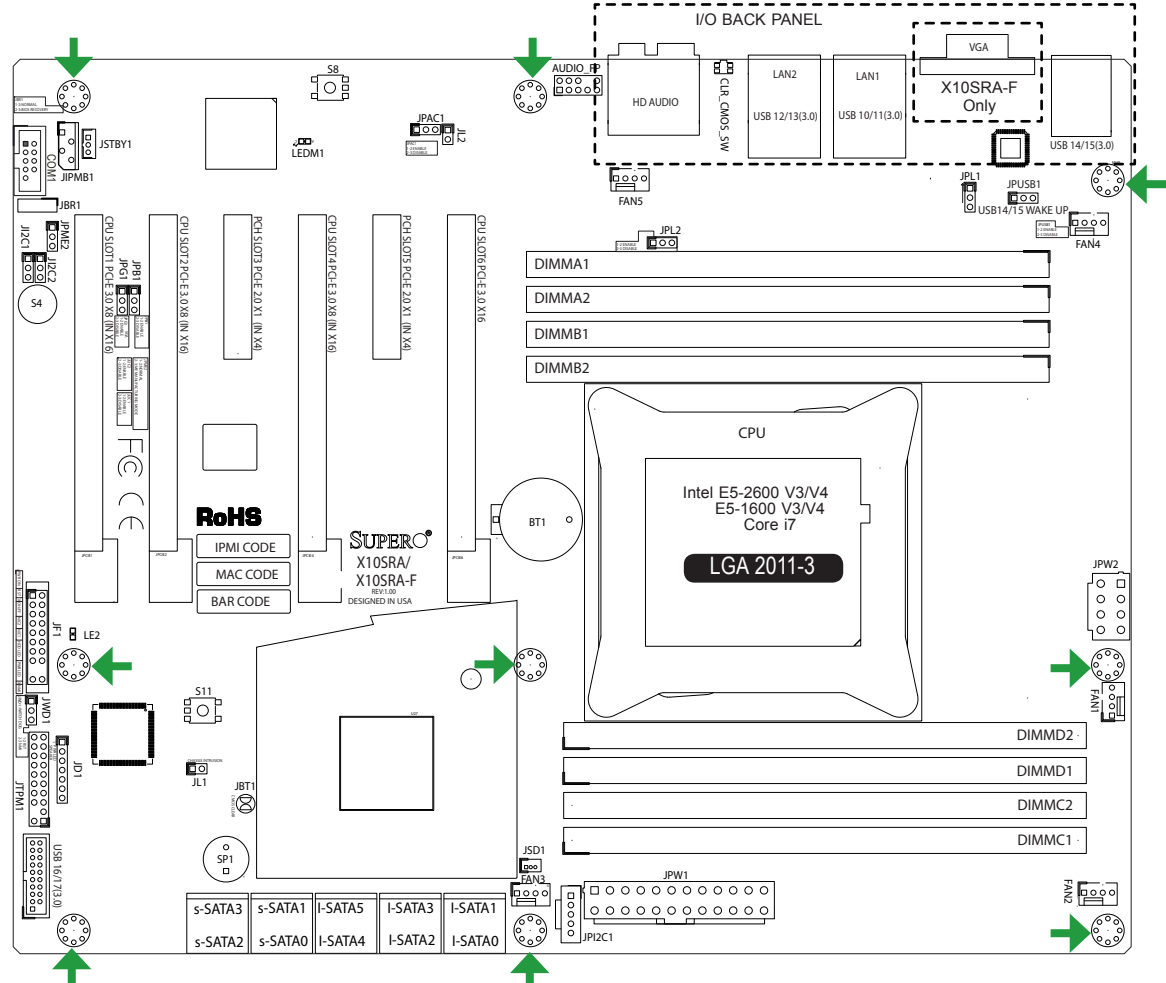 I/O BACK PANEL
VGA
X10SRA-F
Only
HD AUDIO
CLR_CMOS_SW
LAN2
USB 12/13(3.0)
LAN1
USB 10/11(3.0)
USB 14/15(3.0)
AUDIO_FP
S8
LEDM1
JPAC1
JL2
JSTBY1
JIPMB1
COM1
JBR1
JPME2
JI2C1
JI2C2
S4
JPG1
JPB1
FAN5
JPL1
JPUSB1
USB14/15 WAKE UP
FAN4
JPL2
CPU SLOT1 PCI-E 3.0 X8 (IN X16)
CPU SLOT2 PCI-E 3.0 X8 (IN X16)
PCH SLOT3 PCI-E 2.0 X1 (IN X4)
CPU SLOT4 PCI-E 3.0 X8 (IN X16)
PCH SLOT5 PCI-E 2.0 X1 (IN X4)
CPU SLOT6 PCI-E 3.0 X16
DIMMA1
DIMMA2
DIMMB1
DIMMB2
CPU
Intel E5-2600 V3/V4
E5-1600 V3/V4
Core i7
LGA 2011-3
BT1
FC CE
RoHS
IPMI CODE
MAC CODE
BAR CODE
SUPERO®
X10SRA/
X10SRA-F
REV:1.00
DESIGNED IN USA
JPW2
JF1
LE2
JWD1
S11
FAN1
JD1
JTPM1
CHASSIS INTRUSION
JL1
JBT1
DIMMD2
DIMMD1
DIMMC2
DIMMC1
USB 16/17(3.0)
SP1
JSD1
FAN3
JPI2C1
JPW1
FAN2
s-SATA3
s-SATA2
s-SATA1
s-SATA0
I-SATA5
I-SATA4
I-SATA3
I-SATA2
I-SATA1
I-SATA0